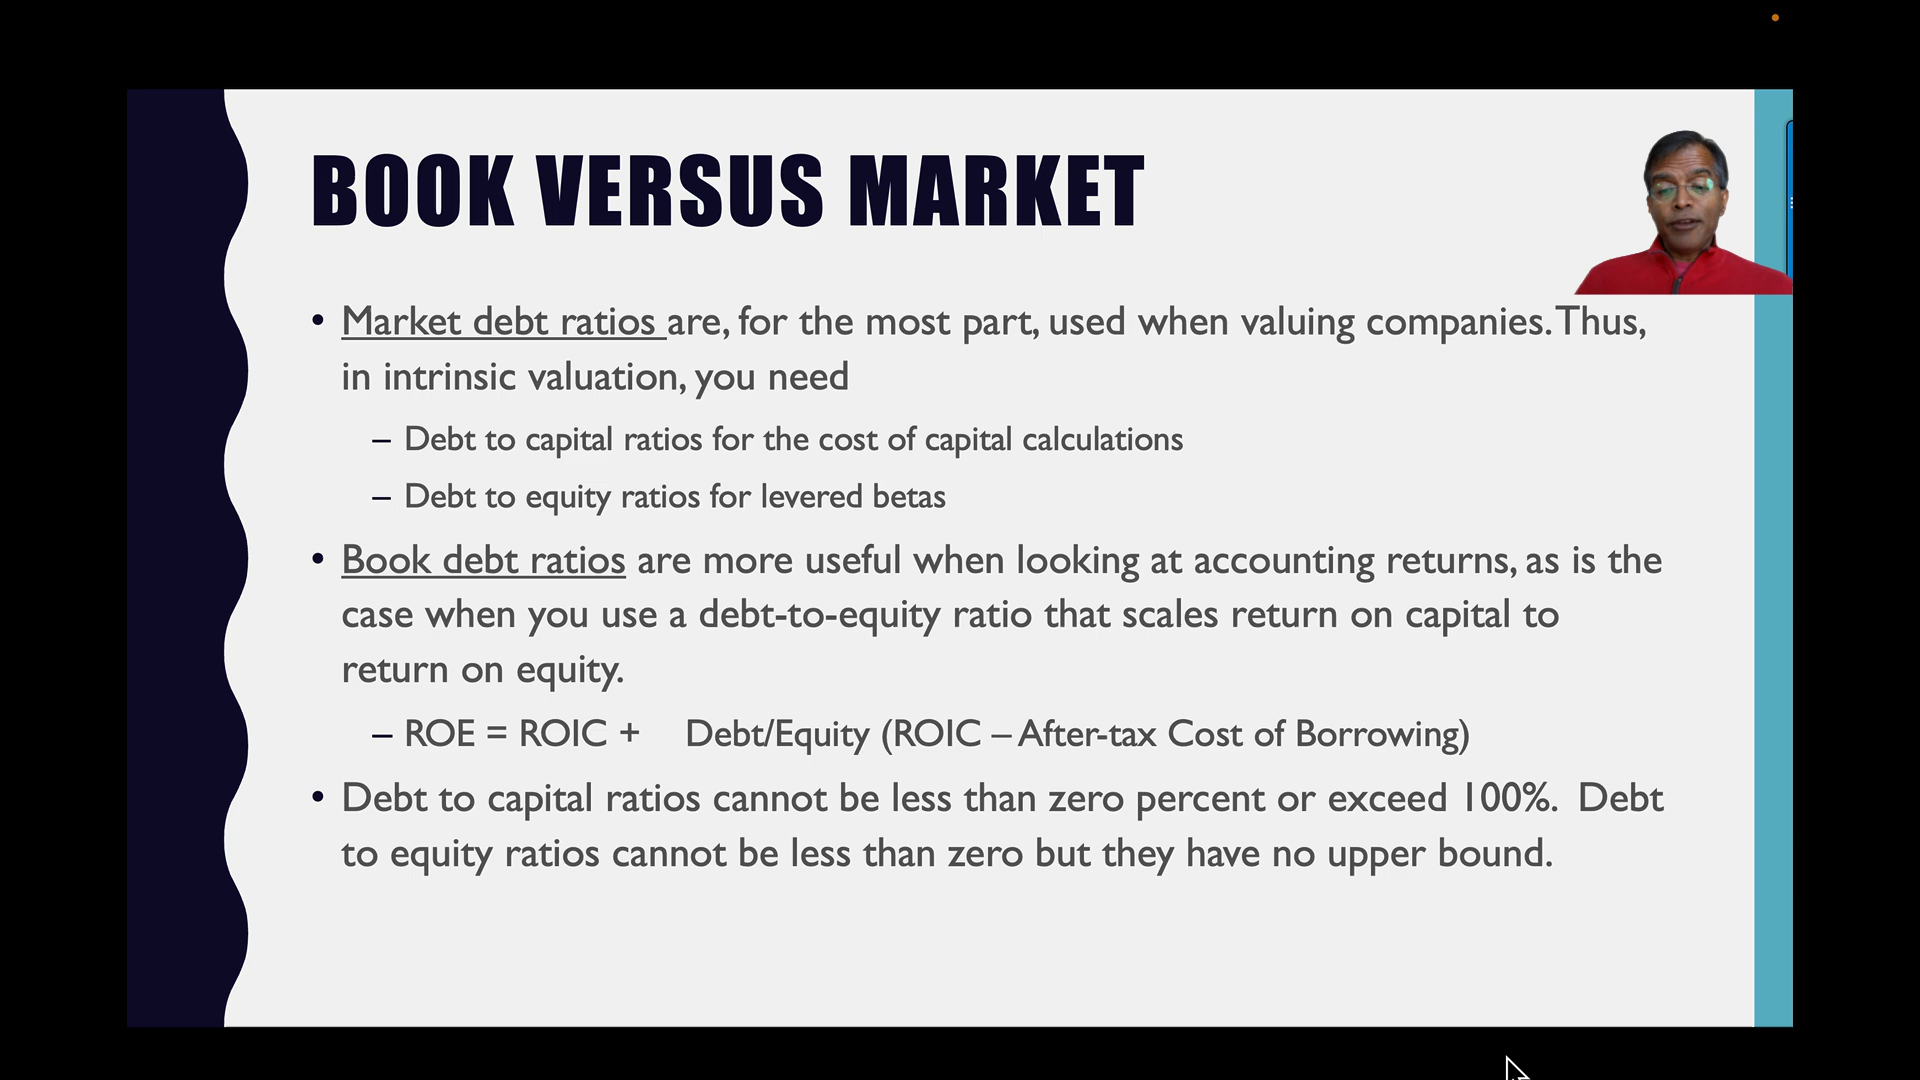 BOOK VERSUS MARKET
• Market debt ratios are, for the most part, used when valuing companies. Thus,
in intrinsic valuation, you need
– Debt to capital ratios for the cost of capital calculations
– Debt to equity ratios for levered betas
• Book debt ratios are more useful when looking at accounting returns, as is the
case when you use a debt-to-equity ratio that scales return on capital to
return on equity.
– ROE = ROIC + Debt/Equity (ROIC – After-tax Cost of Borrowing)
• Debt to capital ratios cannot be less than zero percent or exceed 100%. Debt
to equity ratios cannot be less than zero but they have no upper bound.